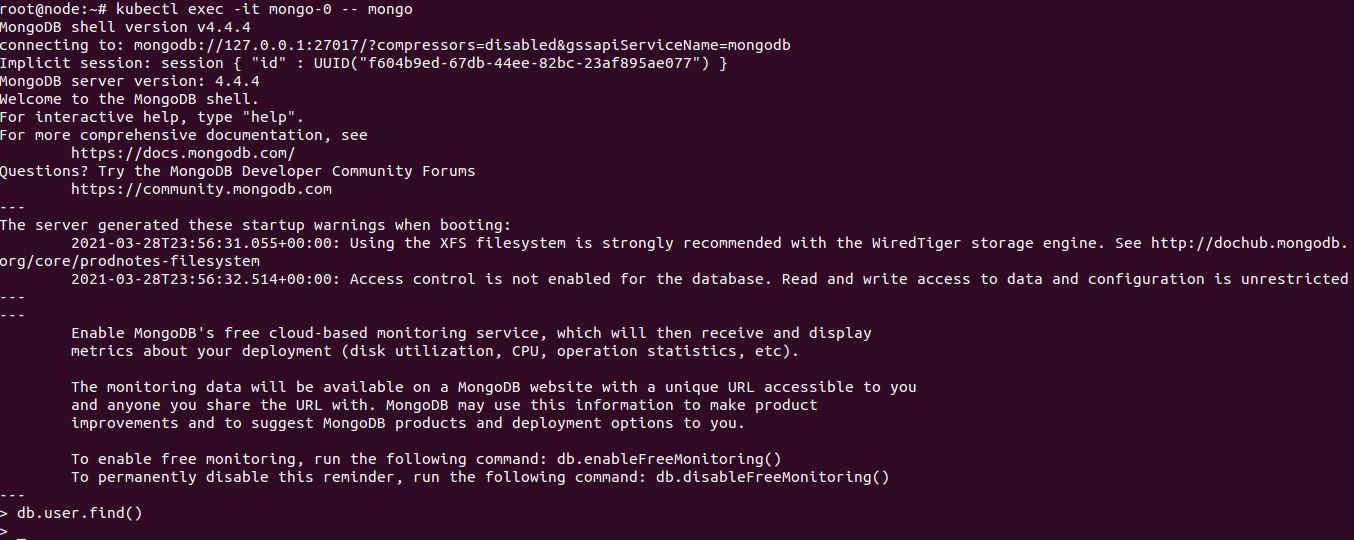 root@node:~# kubectl exec -it mongo-0 -- mongo
MongoDB shell version v4.4.4
connecting to: mongodb://127.0.0.1:27017/?compressors=disabled&gssapiServiceName=mongodb
Implicit session: session { "id" : UUID("f604b9ed-67db-44ee-82bc-23af895ae077") }
MongoDB server version: 4.4.4
Welcome to the MongoDB shell.
For interactive help, type "help".
For more comprehensive documentation, see
        https://docs.mongodb.com/
Questions? Try the MongoDB Developer Community Forums
        https://community.mongodb.com
---
The server generated these startup warnings when booting:
        2021-03-28T23:56:31.055+00:00: Using the XFS filesystem is strongly recommended with the WiredTiger storage engine. See http://dochub.mongodb.
org/core/prodnotes-filesystem
        2021-03-28T23:56:32.514+00:00: Access control is not enabled for the database. Read and write access to data and configuration is unrestricted
---
---
        Enable MongoDB's free cloud-based monitoring service, which will then receive and display
        metrics about your deployment (disk utilization, CPU, operation statistics, etc).

        The monitoring data will be available on a MongoDB website with a unique URL accessible to you
        and anyone you share the URL with. MongoDB may use this information to make product
        improvements and to suggest MongoDB products and deployment options to you.

        To enable free monitoring, run the following command: db.enableFreeMonitoring()
        To permanently disable this reminder, run the following command: db.disableFreeMonitoring()
---
> db.user.find()
>